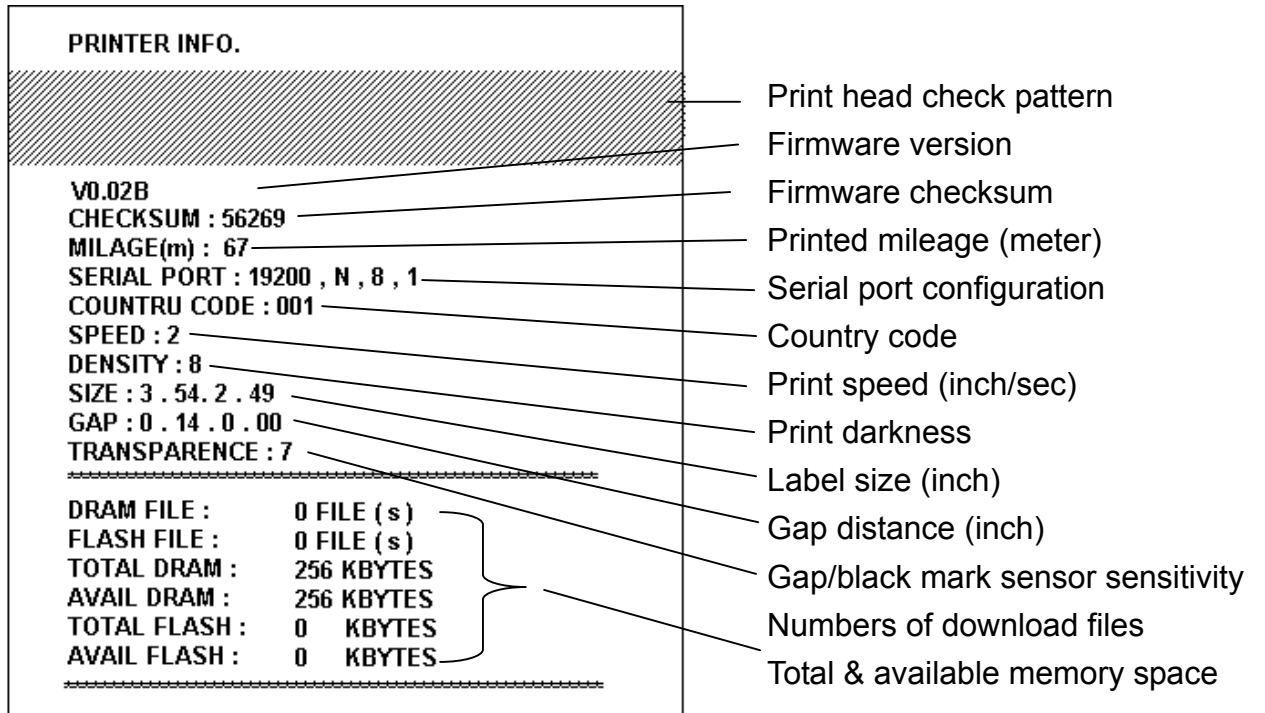 PRINTER INFO.
Print head check pattern
Firmware version
V0.02B
Firmware checksum
CHECKSUM : 56269
MILAGE(m) : 67
Printed mileage (meter)
SERIAL PORT : 19200 , N , 8 , 1
Serial port configuration
COUNTRU CODE : 001
Country code
SPEED : 2
DENSITY : 8
Print speed (inch/sec)
SIZE : 3 . 54. 2 . 49
GAP : 0 . 14 . 0 . 00
Print darkness
TRANSPARENCE : 7
Label size (inch)
DRAM FILE : 0 FILE ( s )
Gap distance (inch)
FLASH FILE : 0 FILE ( s )
TOTAL DRAM : 256 KBYTES
Gap/black mark sensor sensitivity
AVAIL DRAM : 256 KBYTES
TOTAL FLASH : 0 KBYTES
Numbers of download files
AVAIL FLASH : 0 KBYTES
Total & available memory space